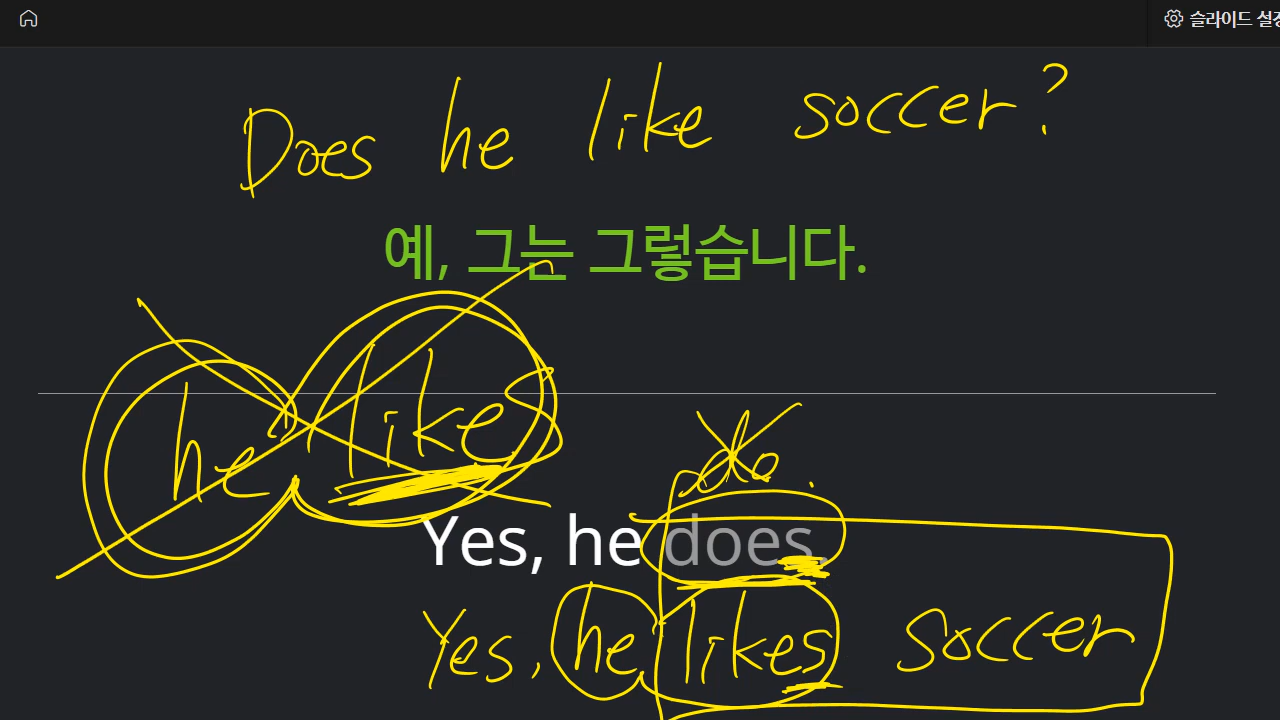 슬라이드 설정
Does he like soccer?
예, 그는 그렇습니다.
he likes
do.
Yes, he does.
Yes, he likes soccer